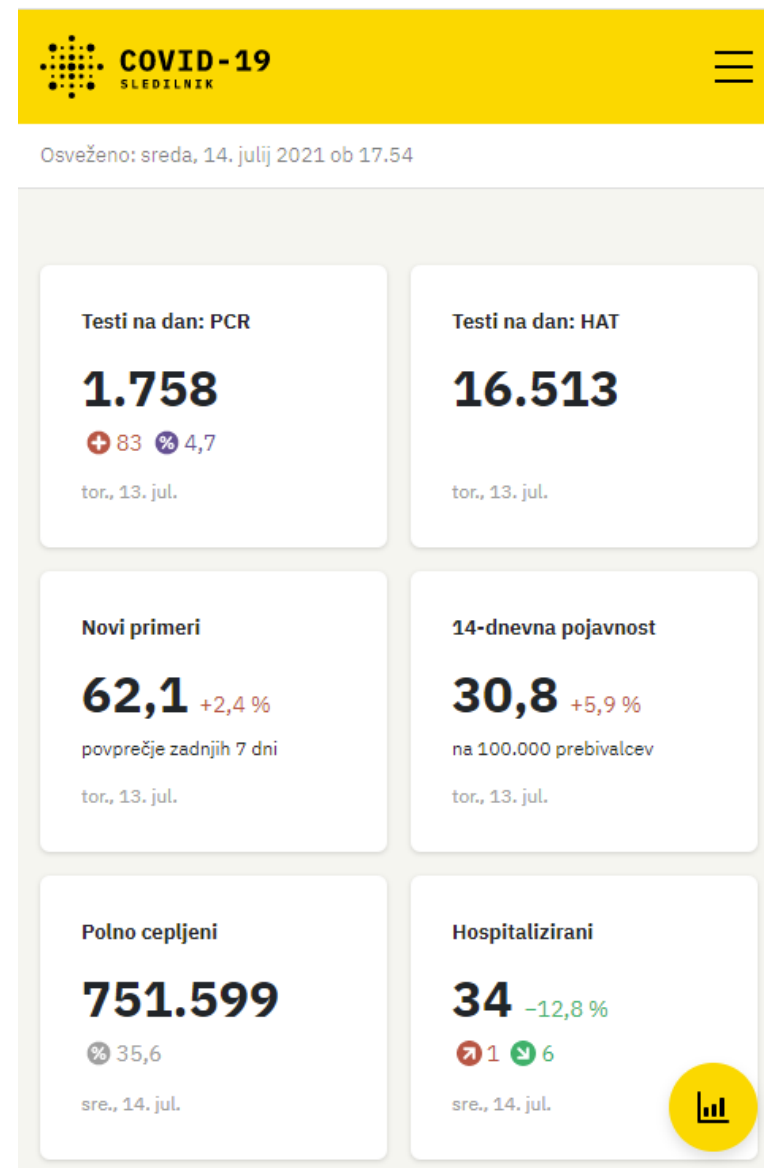 COVID-19
SLEDILNIK
Osveženo: sreda, 14. julij 2021 ob 17.54
Testi na dan: PCR
1.758
83 % 4,7
tor., 13. jul.
Testi na dan: HAT
16.513
tor., 13. jul.
Novi primeri
62,1 +2,4 %
povprečje zadnjih 7 dni
tor., 13. jul.
14-dnevna pojavnost
30,8 +5,9 %
na 100.000 prebivalcev
tor., 13. jul.
Polno cepljeni
751.599
% 35,6
sre., 14. jul.
Hospitalizirani
34 −12,8 %
1 6
sre., 14. jul.